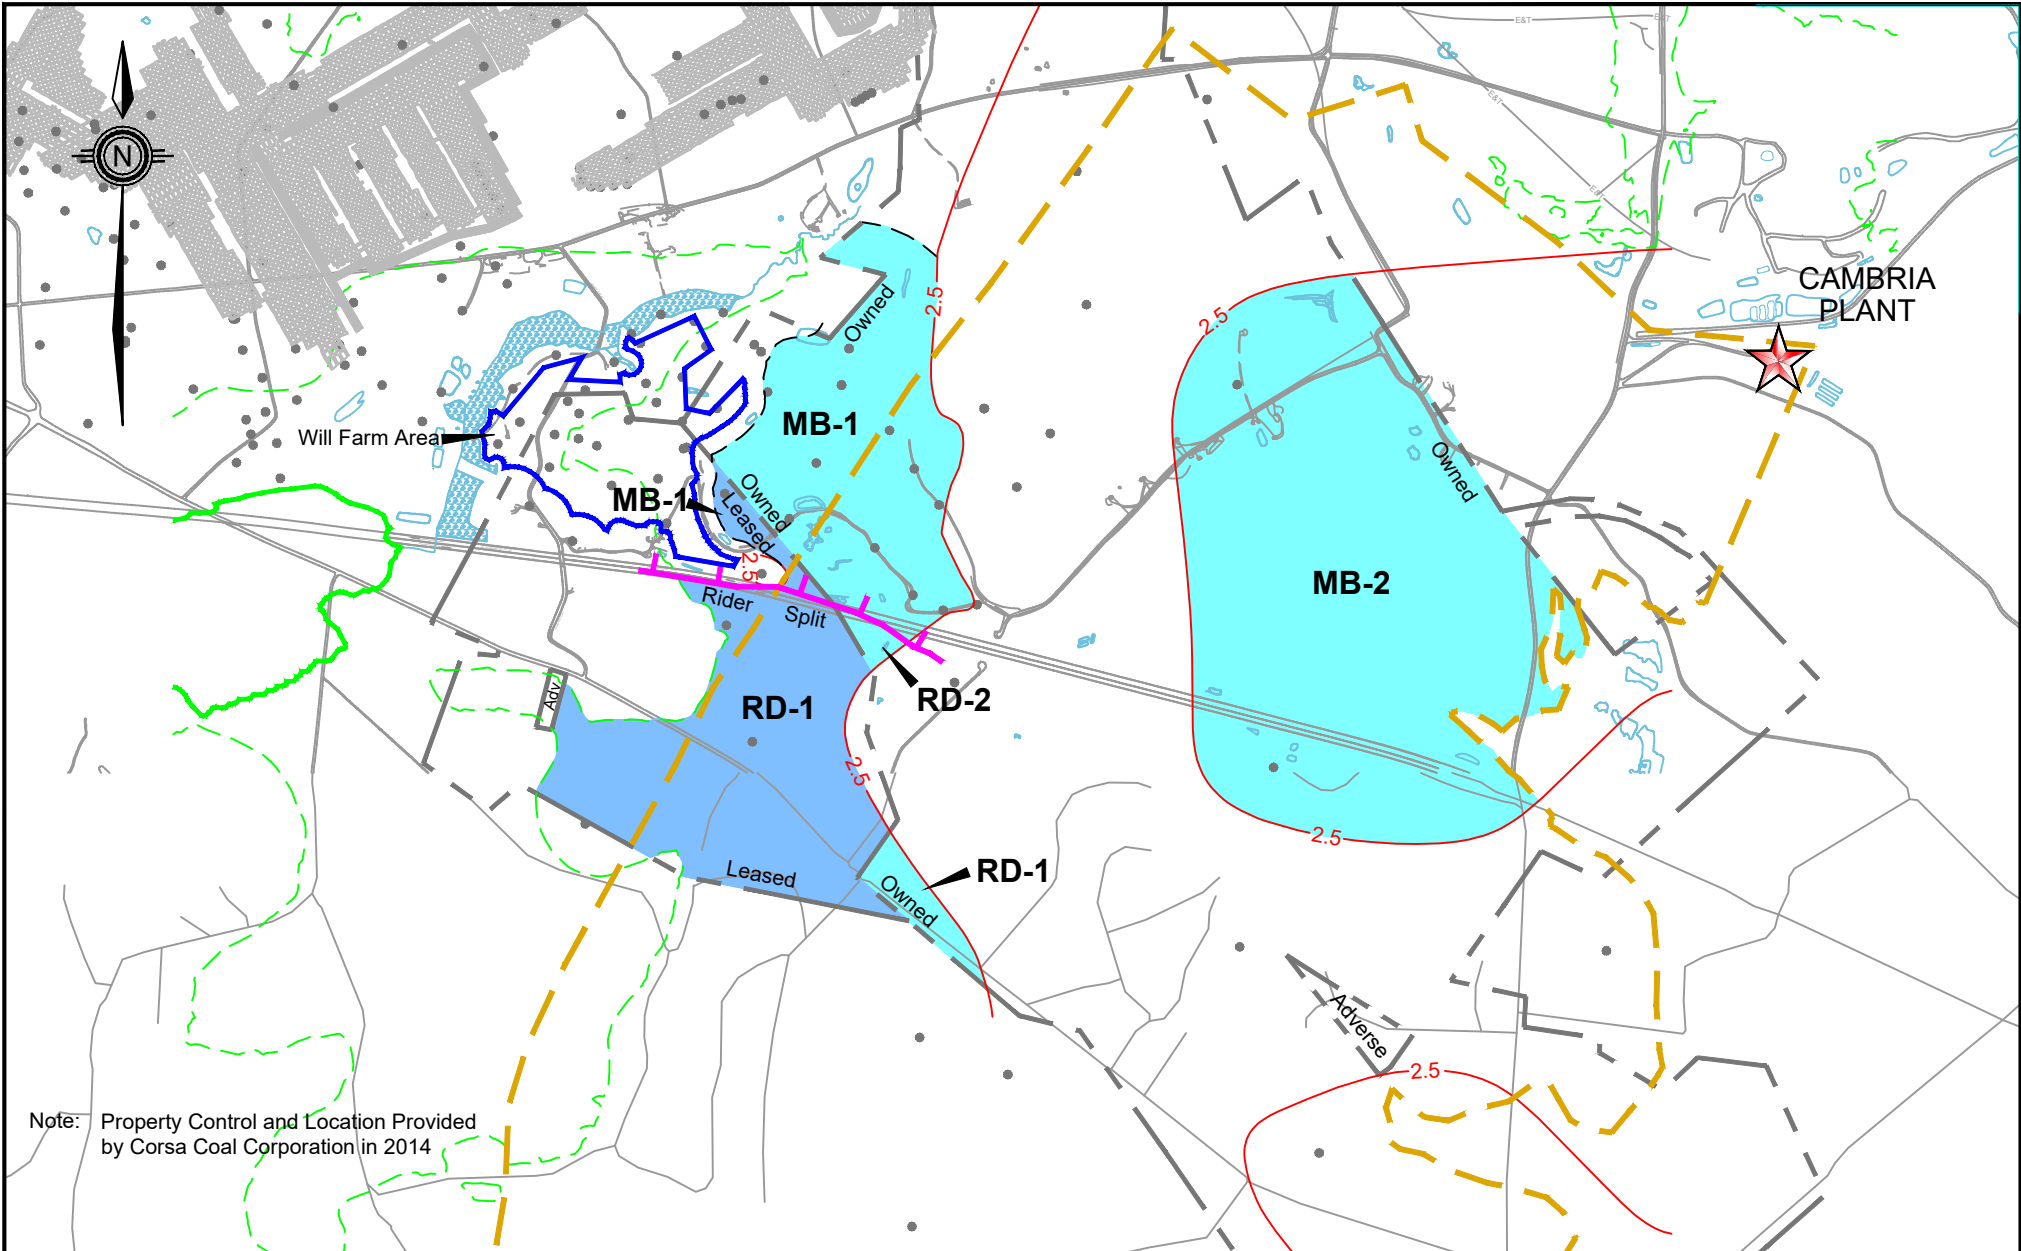 E&T
E&T
E&T
E&T
N
CAMBRIA
PLANT
2.5
2.5
Owned
MB-1
Will Farm Area
Owned
MB-1
Owned
Leased
2.5
MB-2
Rider
Split
Adv
RD-1
RD-2
2.5
2.5
Leased
RD-1
Owned
Adverse
2.5
Note: Property Control and Location Provided
by Corsa Coal Corporation in 2014